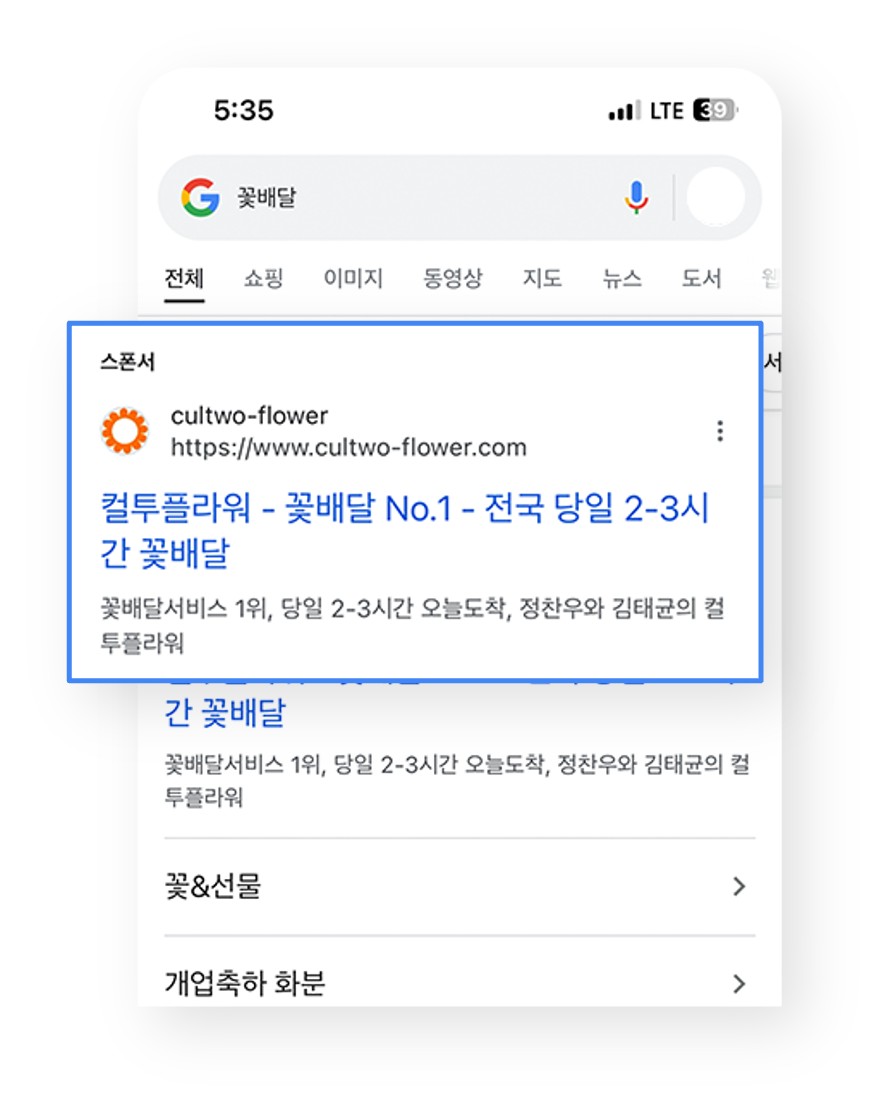 5:35
LTE 39
꽃배달
전체 쇼핑 이미지 동영상 지도 뉴스 도서 웹
스폰서
서
cultwo-flower
https://www.cultwo-flower.com
컬투플라워 - 꽃배달 No.1 - 전국 당일 2-3시
간 꽃배달
꽃배달서비스 1위, 당일 2-3시간 오늘도착, 정찬우와 김태균의 컬
투플라워
간 꽃배달
꽃배달서비스 1위, 당일 2-3시간 오늘도착, 정찬우와 김태균의 컬
투플라워
꽃&선물
개업축하 화분